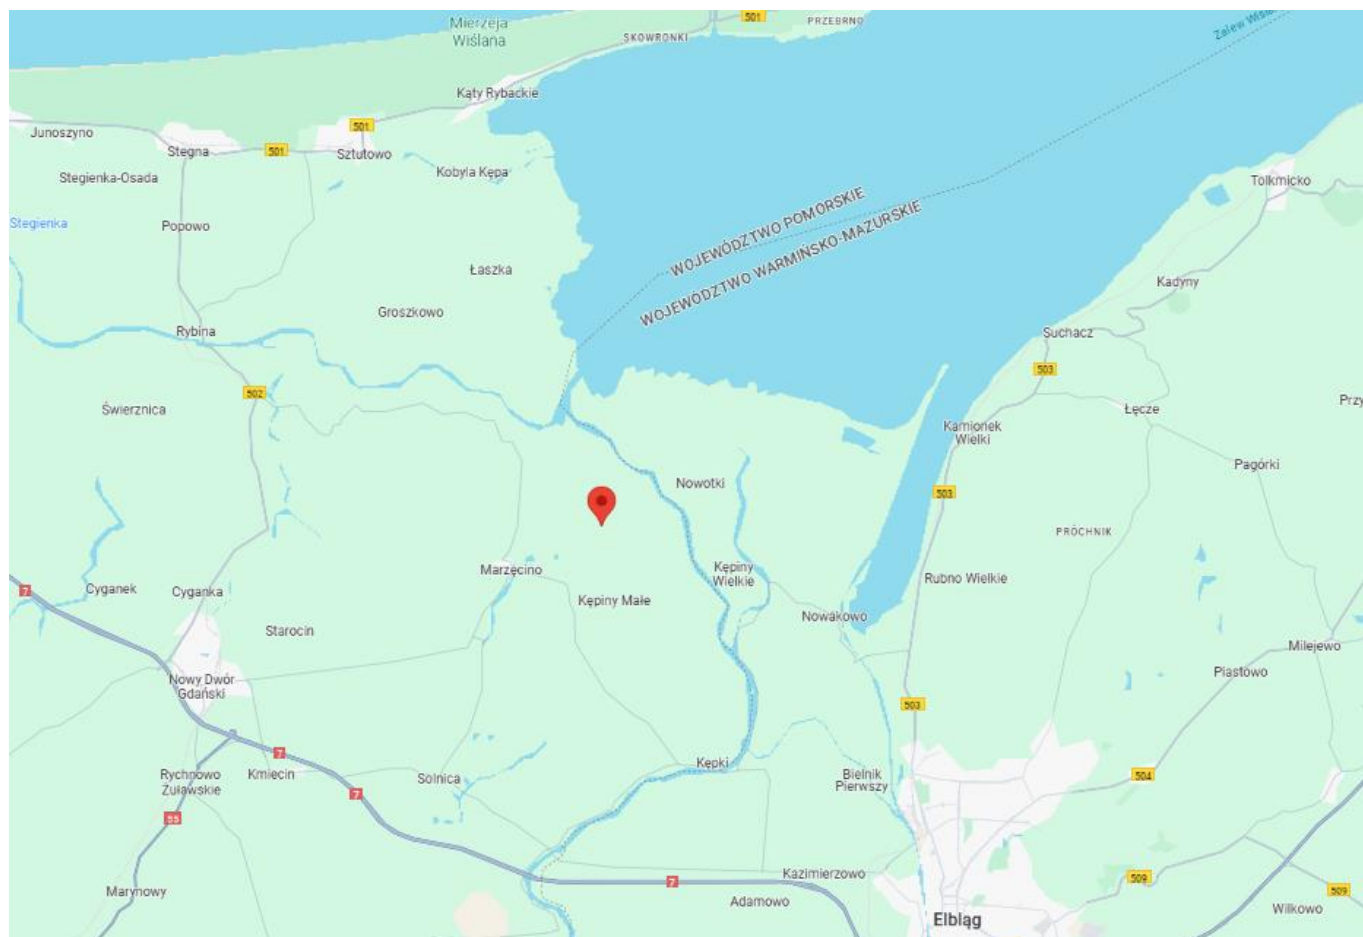 501
PRZEBRNO
Mierzeja
Wiślana
SKOWRONKI
Zalew Wiśl
Kąty Rybackie
Junoszyno
501
Stegna
501
Sztutowo
Stegienka-Osada
Kobyla Kępa
Tolkmicko
WOJEWÓDZTWO POMORSKIE
WOJEWÓDZTWO WARMIŃSKO-MAZURSKIE
Stegienka
Popowo
Łaszka
Kadyny
Groszkowo
Rybina
Suchacz
503
502
Świerznica
Łęcze
Przy
Kamionek
Wielki
Pagórki
Nowotki
503
PRÓCHNIK
Marzęcino
Kępiny
Wielkie
Rubno Wielkie
7
Cyganek
Cyganka
Kępiny Małe
Nowakowo
Starocin
Milejewo
Piastowo
Nowy Dwór
Gdański
503
7
Kępki
Rychnowo
Żuławskie
Kmiecin
Solnica
Bielnik
Pierwszy
504
7
55
Kazimierzowo
7
509
509
Marynowy
Adamowo
Elbląg
Wilkowo